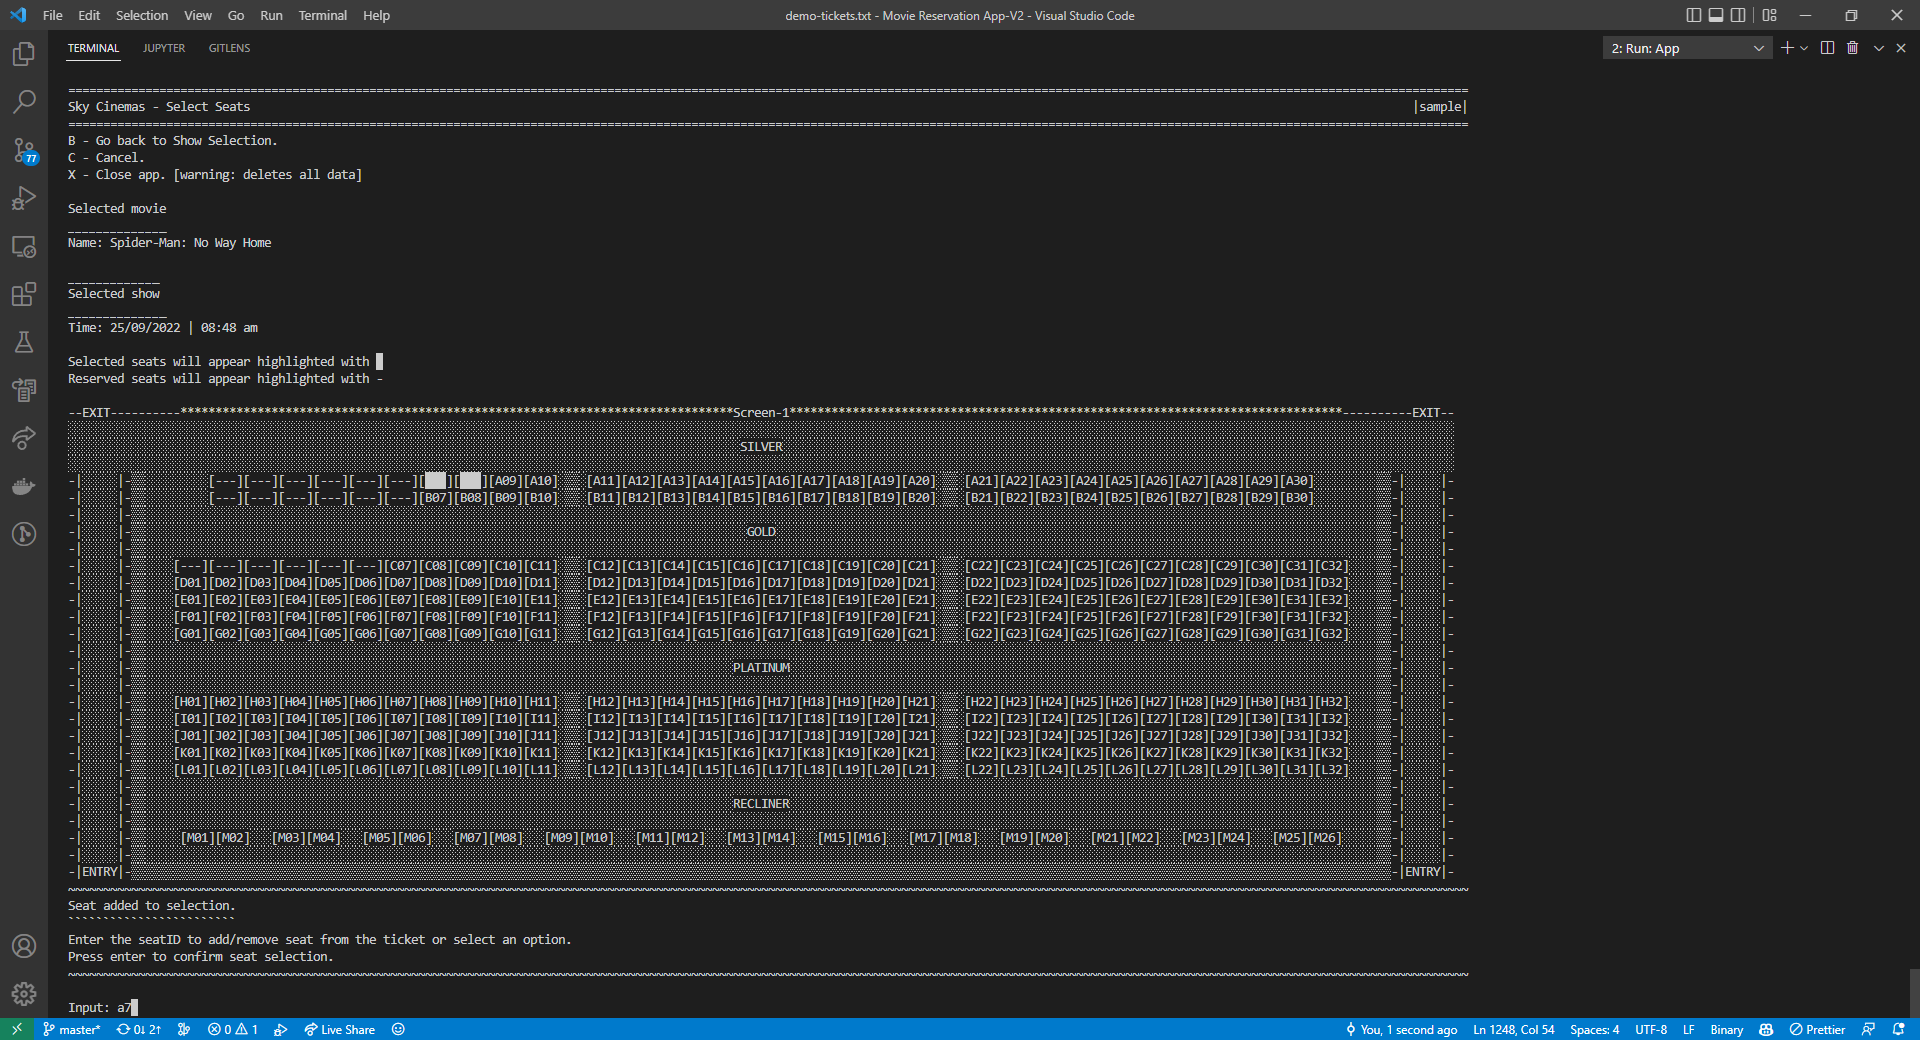 File Edit Selection View Go Run Terminal Help
demo-tickets.txt - Movie Reservation App-V2 - Visual Studio Code
TERMINAL JUPYTER GITLENS
2: Run: App
Sky Cinemas - Select Seats |sample|
B - Go back to Show Selection.
C - Cancel.
X - Close app. [warning: deletes all data]
Selected movie
Name: Spider-Man: No Way Home
Selected show
Time: 25/09/2022 | 08:48 am
Selected seats will appear highlighted with █
Reserved seats will appear highlighted with -
--EXIT----------*******************************************************************************Screen-1*******************************************************************************----------EXIT--
SILVER
[---][---][---][---][---][---][███][███][A09][A10] [A11][A12][A13][A14][A15][A16][A17][A18][A19][A20] [A21][A22][A23][A24][A25][A26][A27][A28][A29][A30]
[---][---][---][---][---][---][B07][B08][B09][B10] [B11][B12][B13][B14][B15][B16][B17][B18][B19][B20] [B21][B22][B23][B24][B25][B26][B27][B28][B29][B30]
GOLD
[---][---][---][---][---][---][C07][C08][C09][C10][C11] [C12][C13][C14][C15][C16][C17][C18][C19][C20][C21] [C22][C23][C24][C25][C26][C27][C28][C29][C30][C31][C32]
[D01][D02][D03][D04][D05][D06][D07][D08][D09][D10][D11] [D12][D13][D14][D15][D16][D17][D18][D19][D20][D21] [D22][D23][D24][D25][D26][D27][D28][D29][D30][D31][D32]
[E01][E02][E03][E04][E05][E06][E07][E08][E09][E10][E11] [E12][E13][E14][E15][E16][E17][E18][E19][E20][E21] [E22][E23][E24][E25][E26][E27][E28][E29][E30][E31][E32]
[F01][F02][F03][F04][F05][F06][F07][F08][F09][F10][F11] [F12][F13][F14][F15][F16][F17][F18][F19][F20][F21] [F22][F23][F24][F25][F26][F27][F28][F29][F30][F31][F32]
[G01][G02][G03][G04][G05][G06][G07][G08][G09][G10][G11] [G12][G13][G14][G15][G16][G17][G18][G19][G20][G21] [G22][G23][G24][G25][G26][G27][G28][G29][G30][G31][G32]
PLATINUM
[H01][H02][H03][H04][H05][H06][H07][H08][H09][H10][H11] [H12][H13][H14][H15][H16][H17][H18][H19][H20][H21] [H22][H23][H24][H25][H26][H27][H28][H29][H30][H31][H32]
[I01][I02][I03][I04][I05][I06][I07][I08][I09][I10][I11] [I12][I13][I14][I15][I16][I17][I18][I19][I20][I21] [I22][I23][I24][I25][I26][I27][I28][I29][I30][I31][I32]
[J01][J02][J03][J04][J05][J06][J07][J08][J09][J10][J11] [J12][J13][J14][J15][J16][J17][J18][J19][J20][J21] [J22][J23][J24][J25][J26][J27][J28][J29][J30][J31][J32]
[K01][K02][K03][K04][K05][K06][K07][K08][K09][K10][K11] [K12][K13][K14][K15][K16][K17][K18][K19][K20][K21] [K22][K23][K24][K25][K26][K27][K28][K29][K30][K31][K32]
[L01][L02][L03][L04][L05][L06][L07][L08][L09][L10][L11] [L12][L13][L14][L15][L16][L17][L18][L19][L20][L21] [L22][L23][L24][L25][L26][L27][L28][L29][L30][L31][L32]
RECLINER
[M01][M02] [M03][M04] [M05][M06] [M07][M08] [M09][M10] [M11][M12] [M13][M14] [M15][M16] [M17][M18] [M19][M20] [M21][M22] [M23][M24] [M25][M26]
-|ENTRY|- -|ENTRY|-
Seat added to selection.
Enter the seatID to add/remove seat from the ticket or select an option.
Press enter to confirm seat selection.
Input: a7
77
master* 0↓ 2↑ 0 1 Live Share You, 1 second ago Ln 1248, Col 54 Spaces: 4 UTF-8 LF Binary Prettier